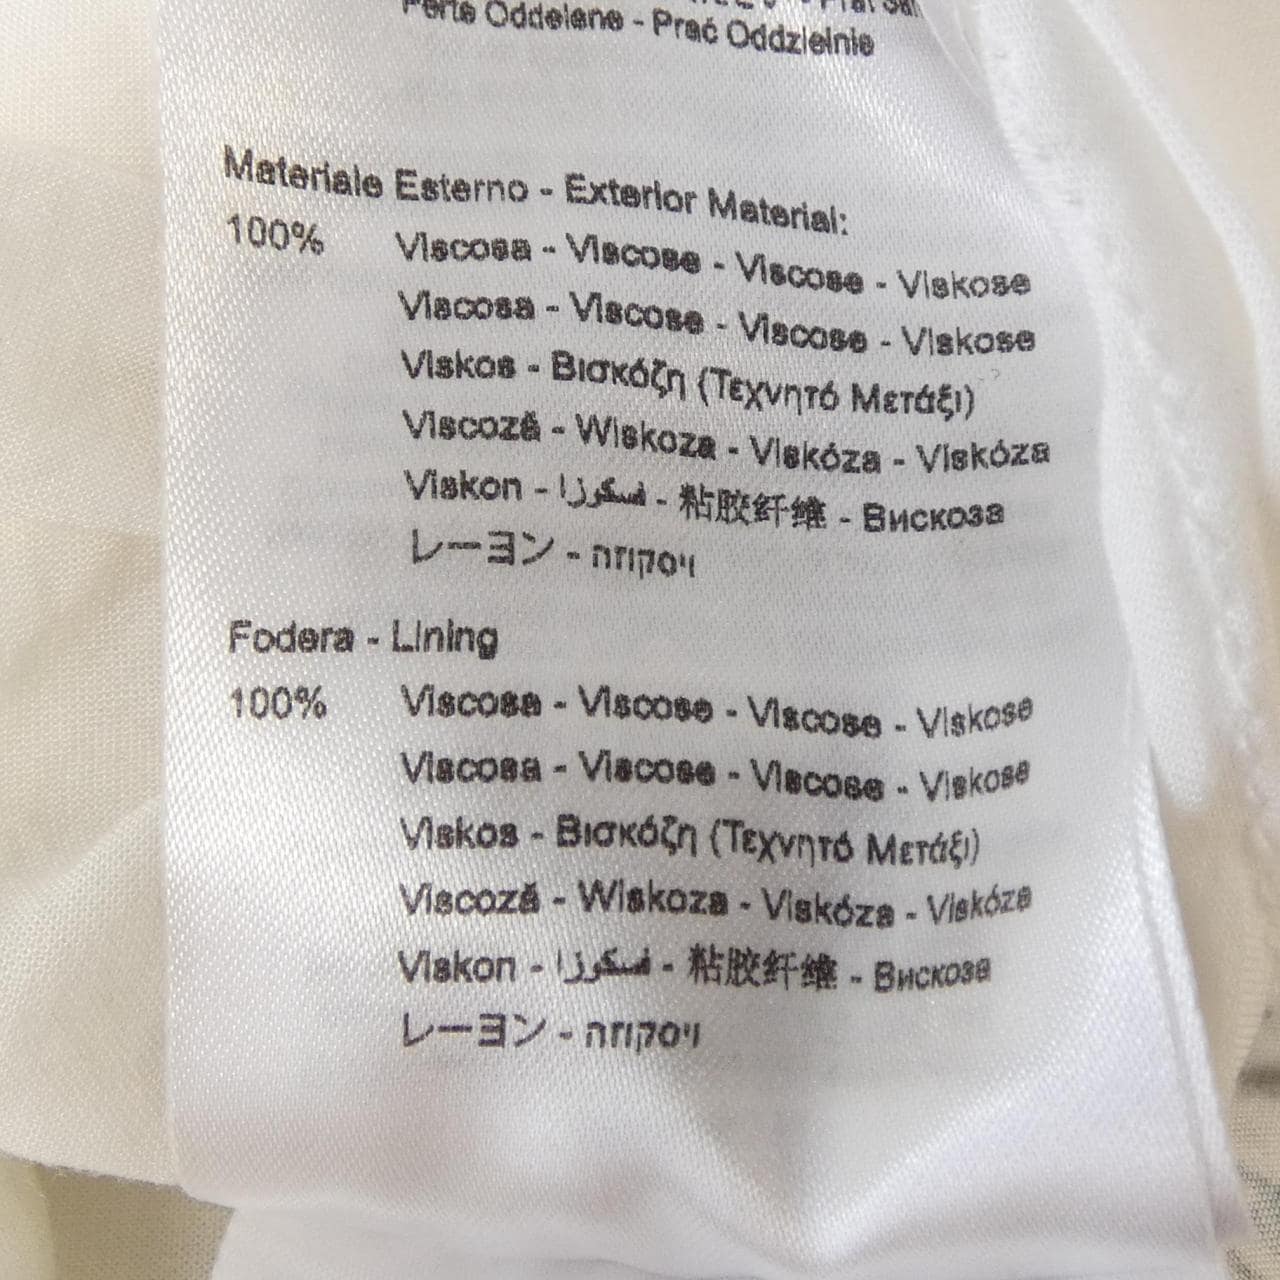 Perte Oddelene - Prać Oddzielnie
Materiale Esterno - Exterior Material:
100% Viscosa - Viscose - Viscose - Viskose
Viscosa - Viscose - Viscose - Viskose
Viskos - Βισκόζη (Τεχνητό Μετάξι)
Viscoză - Wiskoza - Viskóza - Viskóza
Viskon - فسكوزا - 粘胶纤维 - Вискоза
レーヨン - ויסקוזה
Fodera - Lining
100% Viscosa - Viscose - Viscose - Viskose
Viscosa - Viscose - Viscose - Viskose
Viskos - Βισκόζη (Τεχνητό Μετάξι)
Viscoză - Wiskoza - Viskóza - Viskóza
Viskon - فسكوزا - 粘胶纤维 - Вискоза
レーヨン - ויסקוזה